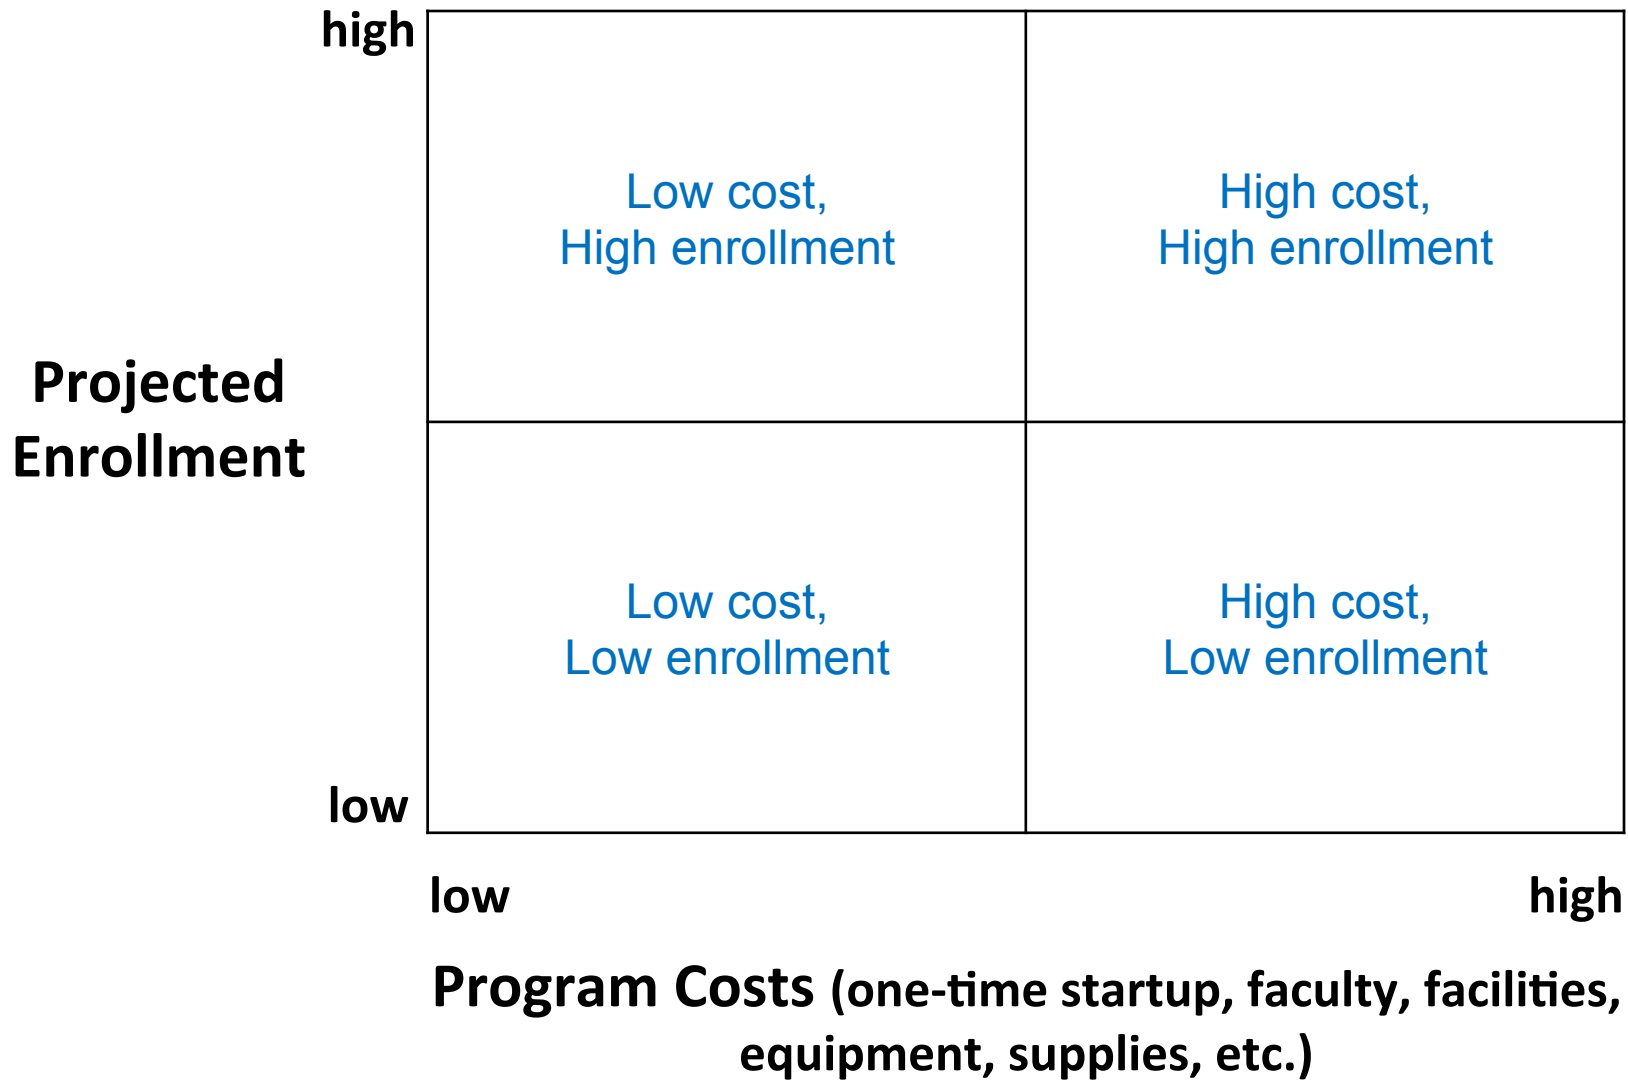 high
Low cost,
High enrollment
High cost,
High enrollment
Projected
Enrollment
Low cost,
Low enrollment
High cost,
Low enrollment
low
low
high
Program Costs (one-time startup, faculty, facilities,
equipment, supplies, etc.)